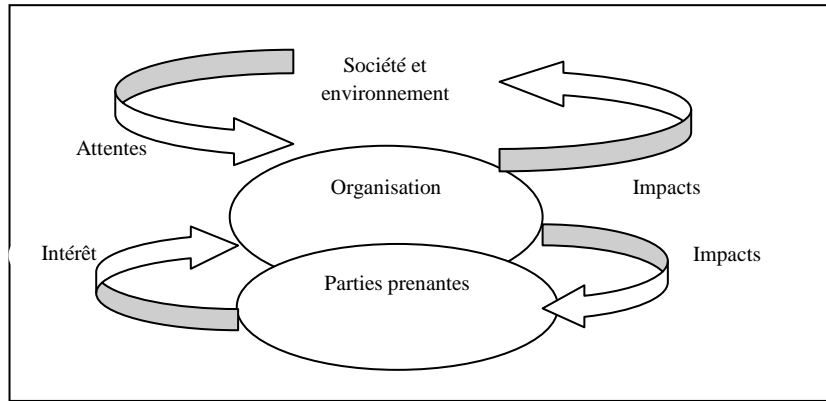 Société et
environnement
Attentes
Organisation
Impacts
Intérêt
Impacts
Parties prenantes